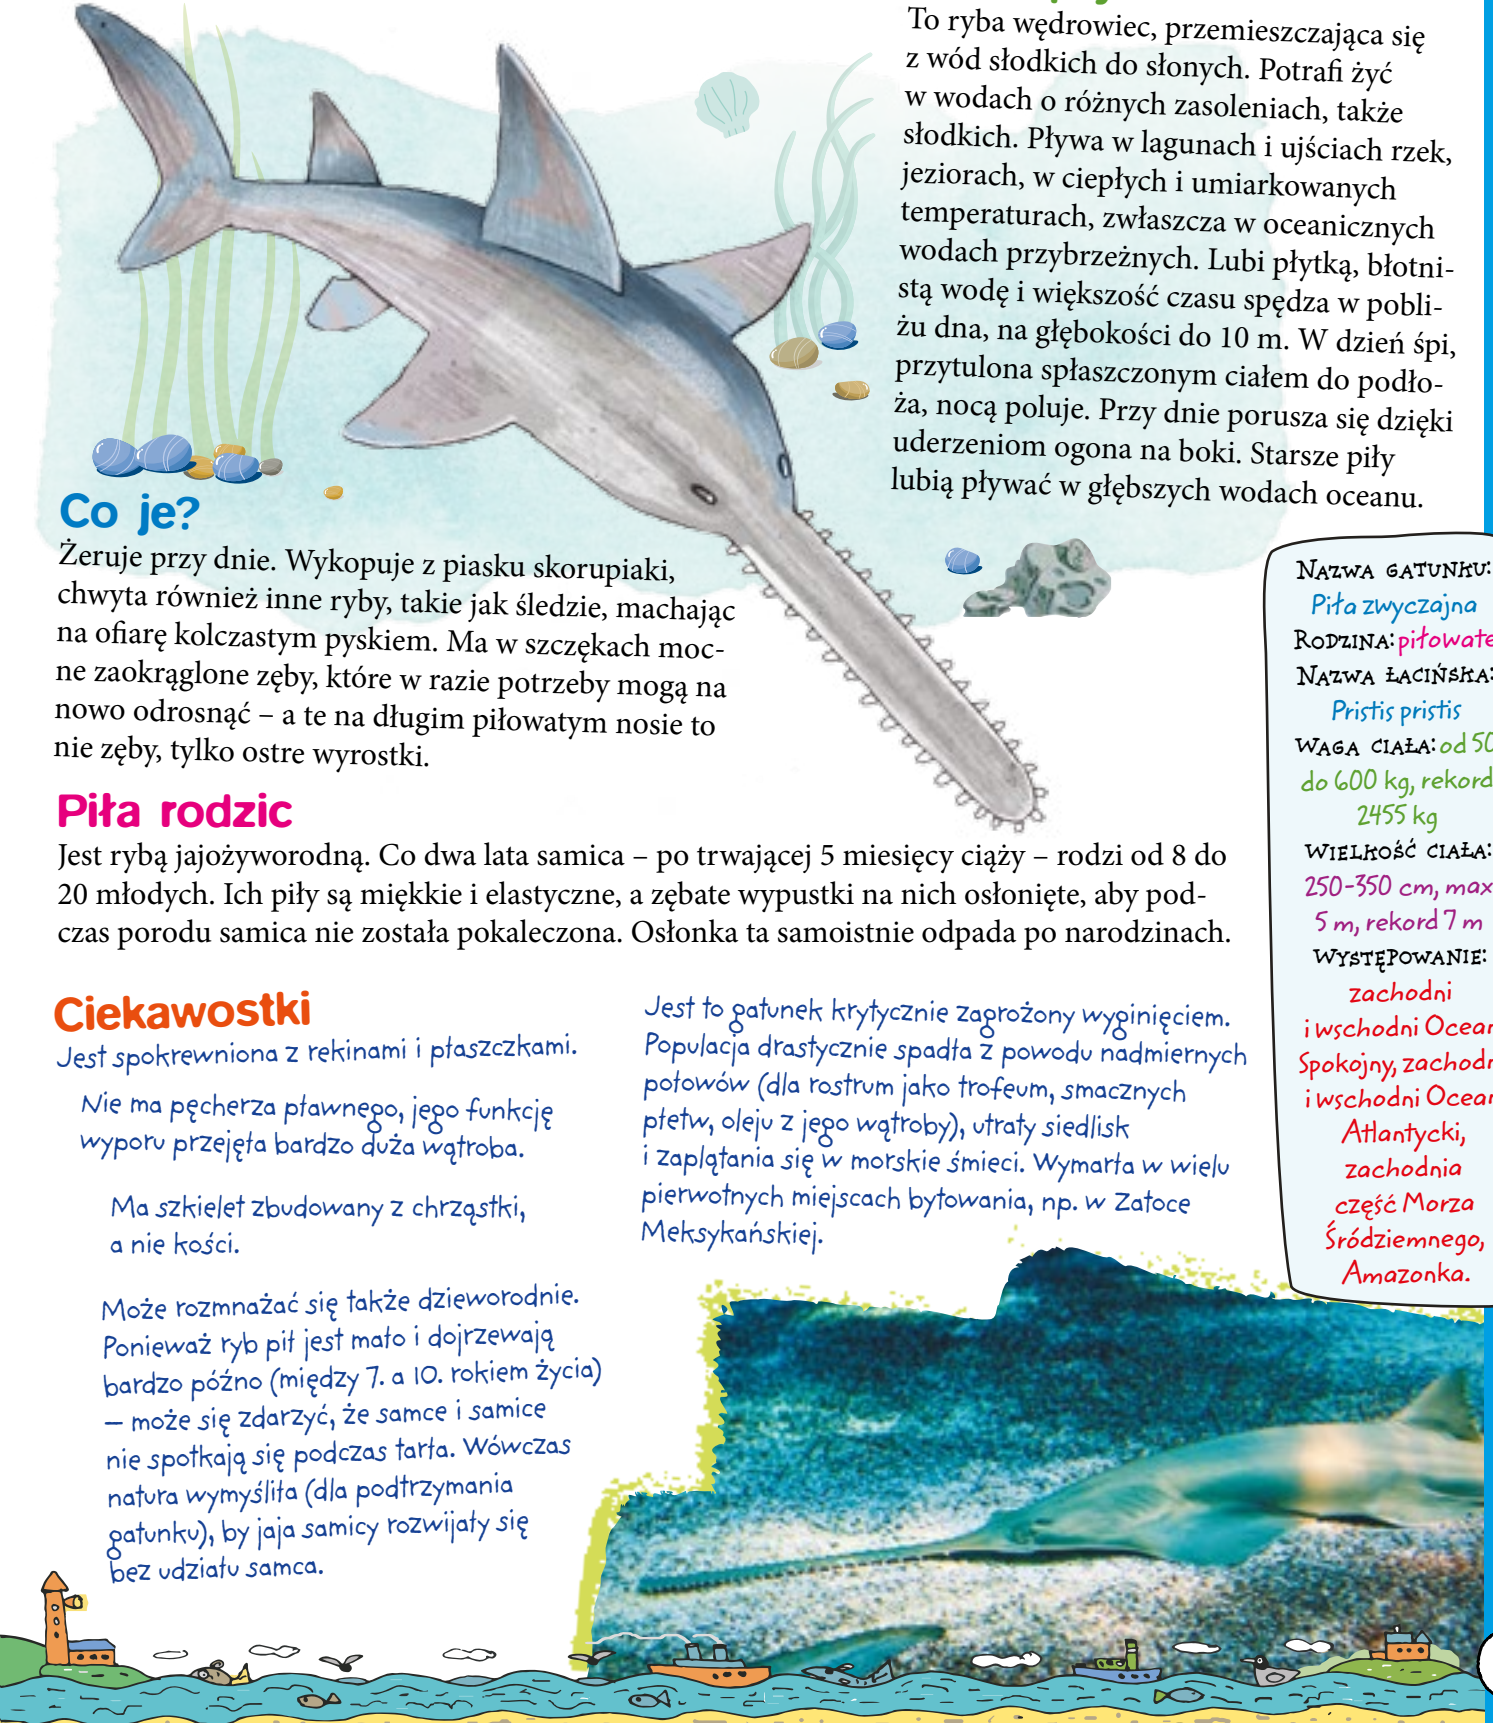 To ryba wędrowiec, przemieszczająca się
z wód słodkich do słonych. Potrafi żyć
w wodach o różnych zasoleniach, także
słodkich. Pływa w lagunach i ujściach rzek,
jeziorach, w ciepłych i umiarkowanych
temperaturach, zwłaszcza w oceanicznych
wodach przybrzeżnych. Lubi płytką, błotni-
stą wodę i większość czasu spędza w pobli-
żu dna, na głębokości do 10 m. W dzień śpi,
przytulona spłaszczonym ciałem do podło-
ża, nocą poluje. Przy dnie porusza się dzięki
uderzeniom ogona na boki. Starsze piły
lubią pływać w głębszych wodach oceanu.
Co je?
Żeruje przy dnie. Wykopuje z piasku skorupiaki,
chwyta również inne ryby, takie jak śledzie, machając
na ofiarę kolczastym pyskiem. Ma w szczękach moc-
ne zaokrąglone zęby, które w razie potrzeby mogą na
nowo odrosnąć – a te na długim piłowatym nosie to
nie zęby, tylko ostre wyrostki.
Piła rodzic
Jest rybą jajożyworodną. Co dwa lata samica – po trwającej 5 miesięcy ciąży – rodzi od 8 do
20 młodych. Ich piły są miękkie i elastyczne, a zębate wypustki na nich osłonięte, aby pod-
czas porodu samica nie została pokaleczona. Osłonka ta samoistnie odpada po narodzinach.
Ciekawostki
Jest spokrewniona z rekinami i płaszczkami.
Nie ma pęcherza pławnego, jego funkcję
wyporu przejęła bardzo duża wątroba.
Ma szkielet zbudowany z chrząstki,
a nie kości.
Może rozmnażać się także dzieworodnie.
Ponieważ ryb pił jest mało i dojrzewają
bardzo późno (między 7. a 10. rokiem życia)
– może się zdarzyć, że samce i samice
nie spotkają się podczas tarła. Wówczas
natura wymyśliła (dla podtrzymania
gatunku), by jaja samicy rozwijały się
bez udziału samca.
Jest to gatunek krytycznie zagrożony wyginięciem.
Populacja drastycznie spadła z powodu nadmiernych
połowów (dla rostrum jako trofeum, smacznych
płetw, oleju z jego wątroby), utraty siedlisk
i zaplątania się w morskie śmieci. Wymarła w wielu
pierwotnych miejscach bytowania, np. w Zatoce
Meksykańskiej.
Nazwa gatunku:
Piła zwyczajna
Rodzina: piłowate
Nazwa łacińska:
Pristis pristis
Waga ciała: od 50
do 600 kg, rekord
2455 kg
Wielkość ciała:
250-350 cm, max
5 m, rekord 7 m
Występowanie:
zachodni
i wschodni Ocean
Spokojny, zachodni
i wschodni Ocean
Atlantycki,
zachodnia
część Morza
Śródziemnego,
Amazonka.